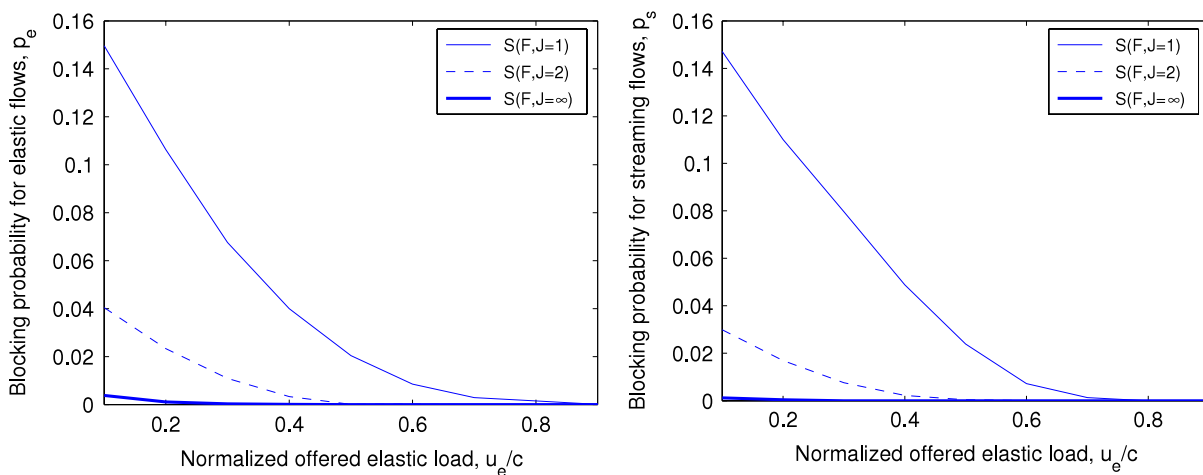 Blocking probability for elastic flows, p_e
0.16
0.14
0.12
0.1
0.08
0.06
0.04
0.02
0
S(F,J=1)
S(F,J=2)
S(F,J=∞)
0.2 0.4 0.6 0.8
Normalized offered elastic load, u_e/c
Blocking probability for streaming flows, p_s
0.16
0.14
0.12
0.1
0.08
0.06
0.04
0.02
0
S(F,J=1)
S(F,J=2)
S(F,J=∞)
0.2 0.4 0.6 0.8
Normalized offered elastic load, u_e/c